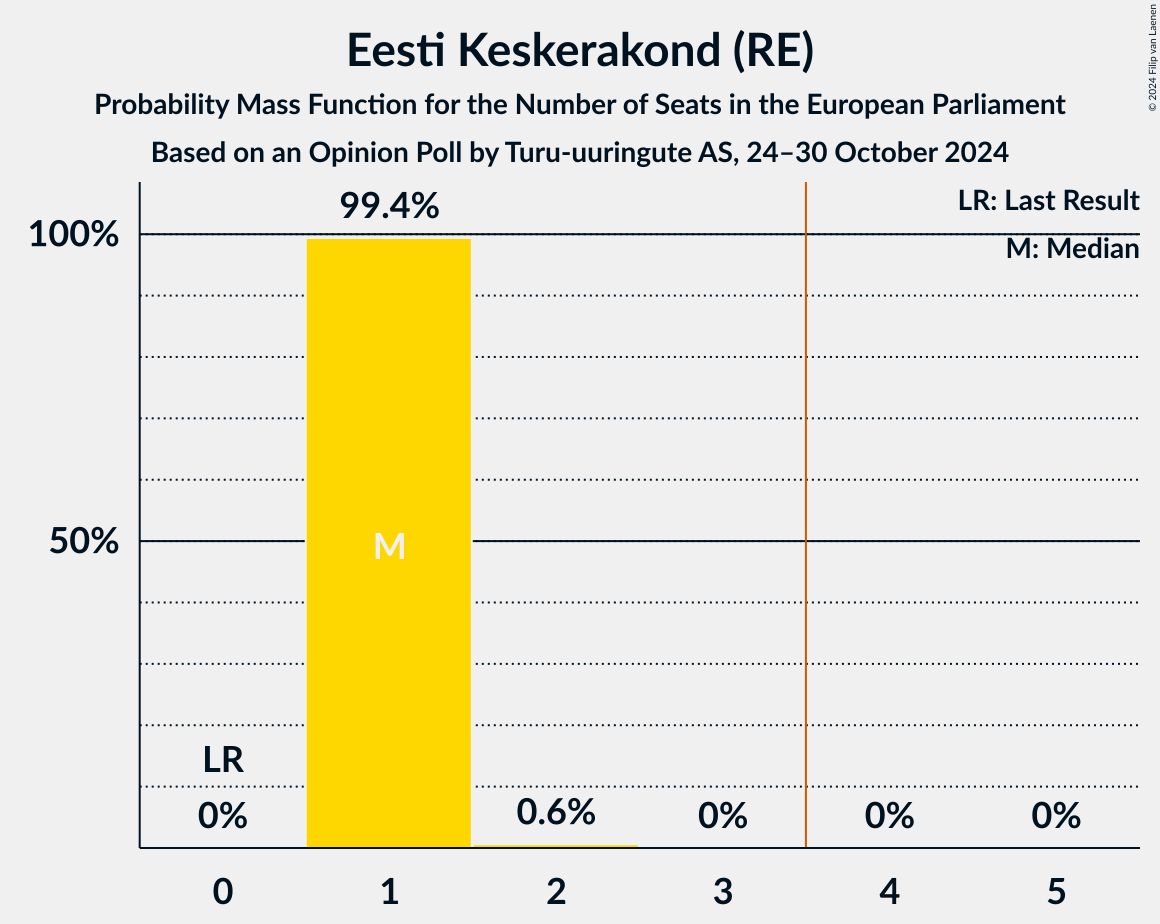 Eesti Keskerakond (RE)
Probability Mass Function for the Number of Seats in the European Parliament
Based on an Opinion Poll by Turu-uuringute AS, 24–30 October 2024
© 2024 Filip van Laenen
LR: Last Result
M: Median
99.4%
100%
50%
M
LR
0%
0.6%
0%
0%
0%
0
1
2
3
4
5